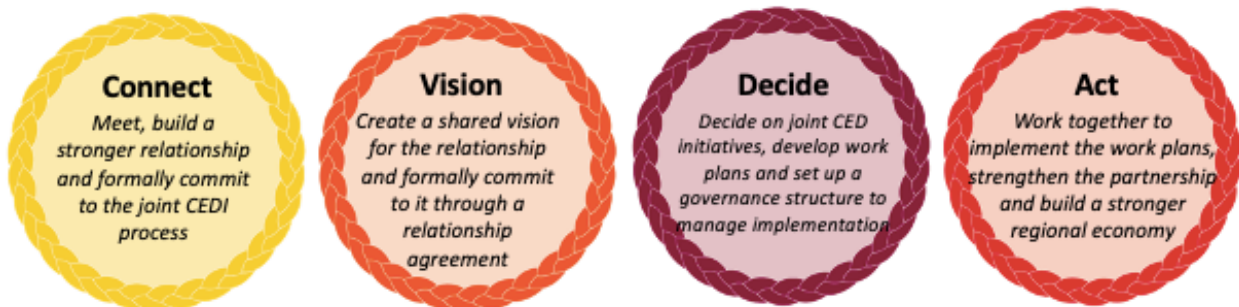 Connect
Meet, build a
stronger relationship
and formally commit
to the joint CEDI
process
Vision
Create a shared vision
for the relationship
and formally commit
to it through a
relationship
agreement
Decide
Decide on joint CED
initiatives, develop work
plans and set up a
governance structure to
manage implementation
Act
Work together to
implement the work plans,
strengthen the partnership
and build a stronger
regional economy